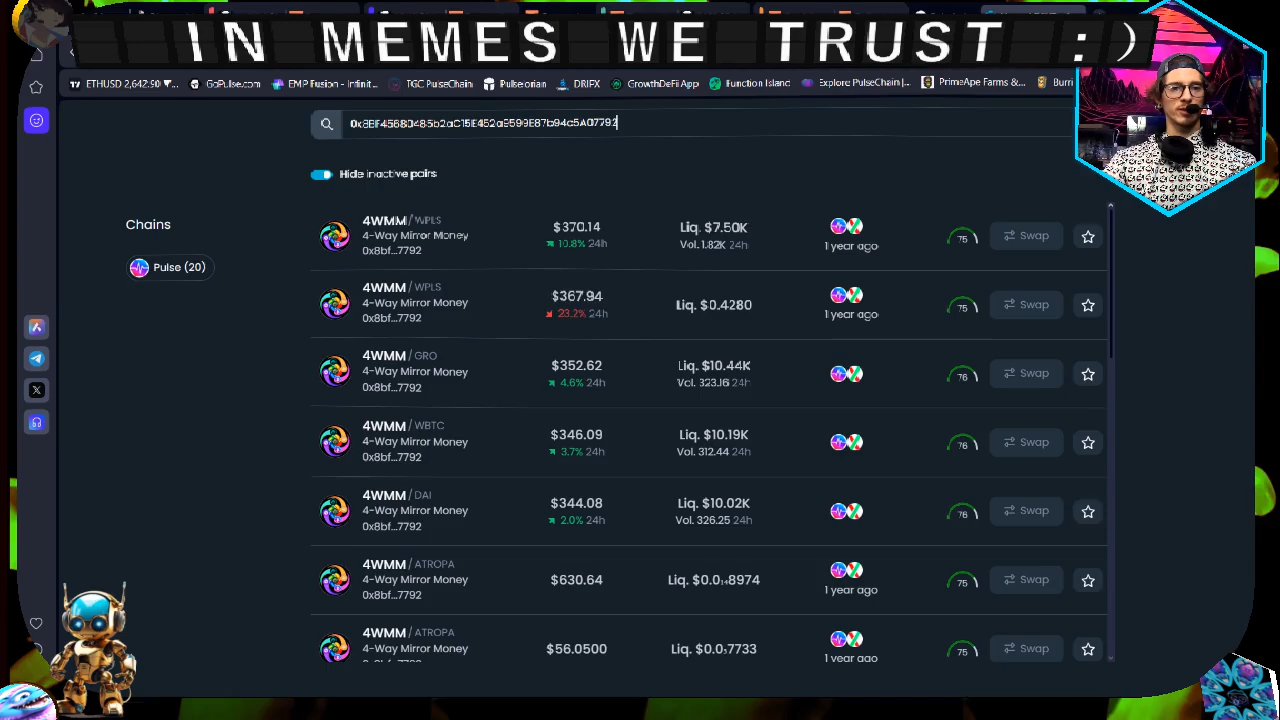 IN MEMES WE TRUST :)
ETHUSD 2,642.90 ▼...
GoPulse.com
EMP Fusion - Infinit...
TGC PulseChain
Pulseorian
DRIFX
GrowthDeFi App
Function Island
Explore PulseChain |...
PrimeApe Farms &...
Burri
Hide inactive pairs
Chains
Pulse (20)
4WMM / WPLS
4-Way Mirror Money
0x8bf...7792
$370.14
10.8% 24h
Liq. $7.50K
Vol. 1.82K 24h
1 year ago
75
Swap
4WMM / WPLS
4-Way Mirror Money
0x8bf...7792
$367.94
23.2% 24h
Liq. $0.4280
1 year ago
75
Swap
4WMM / GRO
4-Way Mirror Money
0x8bf...7792
$352.62
4.6% 24h
Liq. $10.44K
Vol. 323.16 24h
76
Swap
4WMM / WBTC
4-Way Mirror Money
0x8bf...7792
$346.09
3.7% 24h
Liq. $10.19K
Vol. 312.44 24h
76
Swap
4WMM / DAI
4-Way Mirror Money
0x8bf...7792
$344.08
2.0% 24h
Liq. $10.02K
Vol. 326.25 24h
76
Swap
4WMM / ATROPA
4-Way Mirror Money
0x8bf...7792
$630.64
Liq. $0.0₁₄8974
1 year ago
75
Swap
4WMM / ATROPA
4-Way Mirror Money
$56.0500
1 year ago
75
Swap